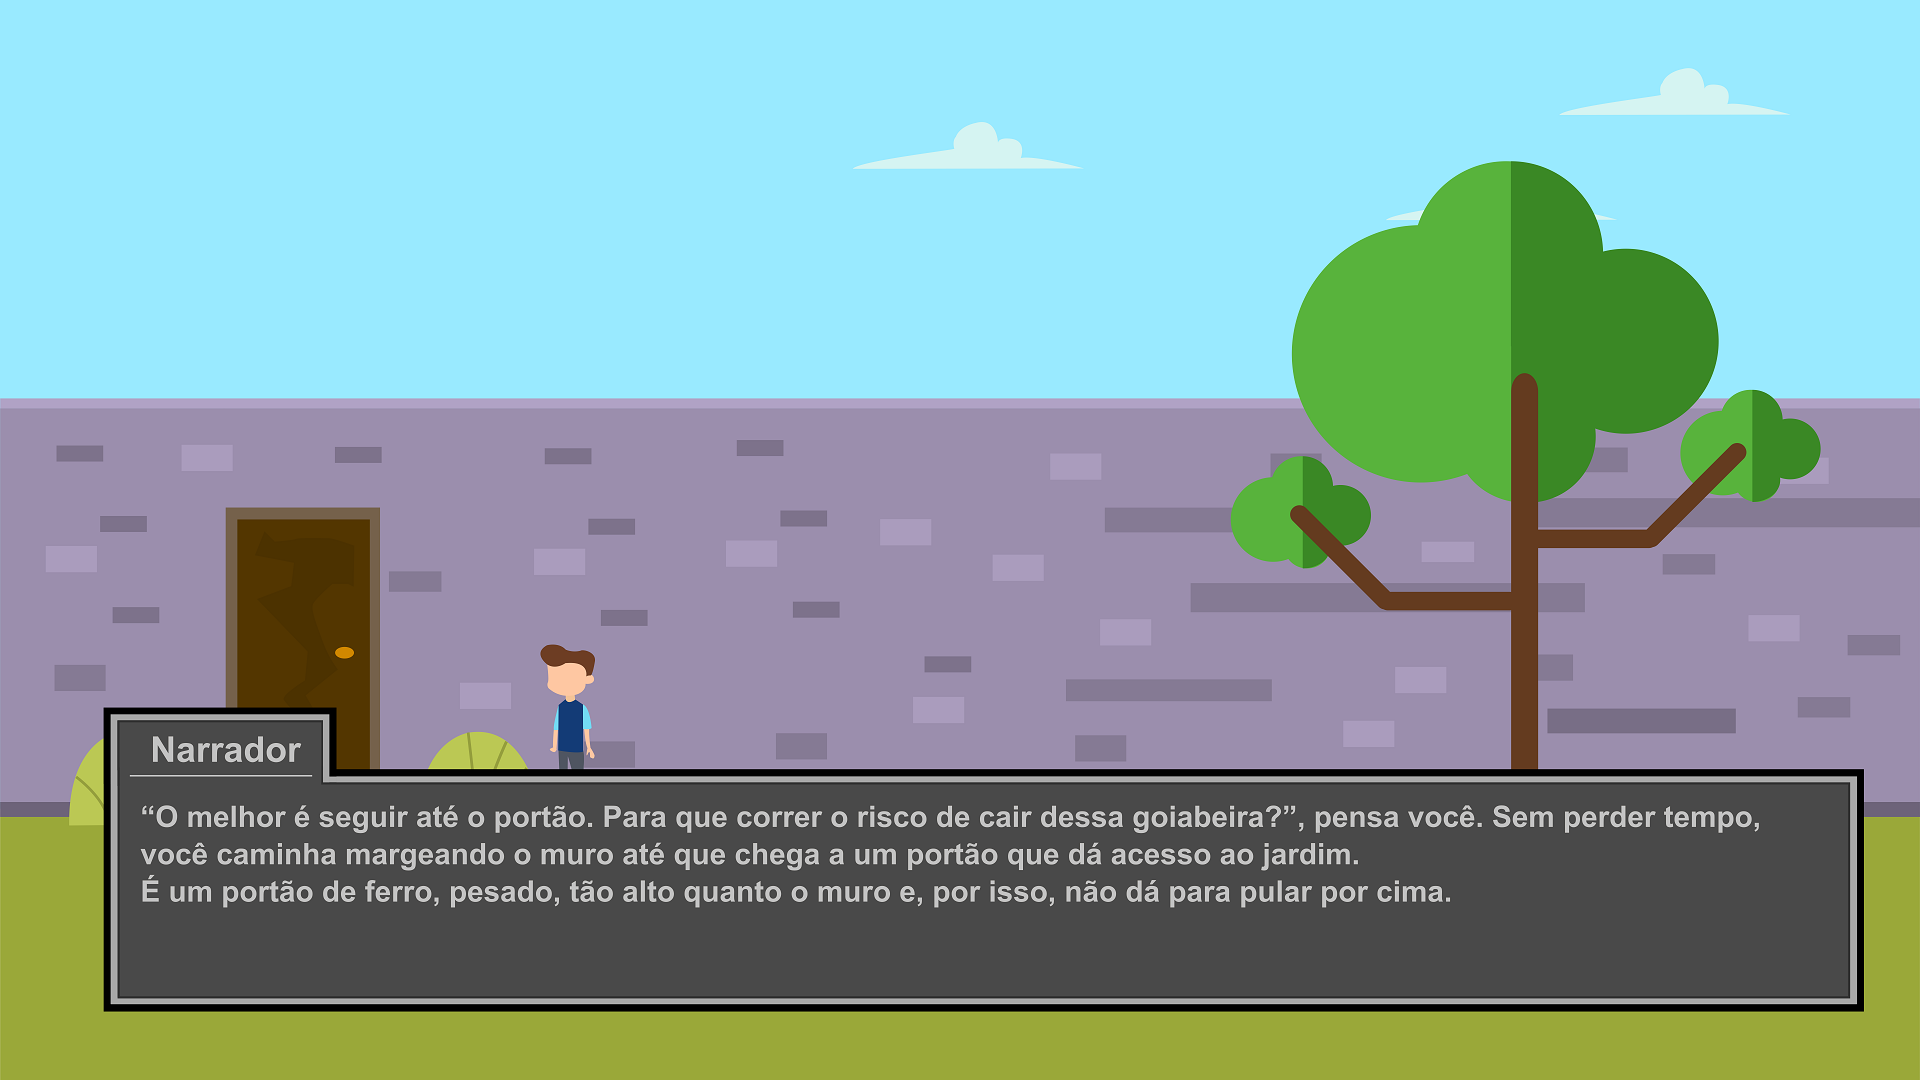 Narrador
“O melhor é seguir até o portão. Para que correr o risco de cair dessa goiabeira?”, pensa você. Sem perder tempo,
você caminha margeando o muro até que chega a um portão que dá acesso ao jardim.
É um portão de ferro, pesado, tão alto quanto o muro e, por isso, não dá para pular por cima.